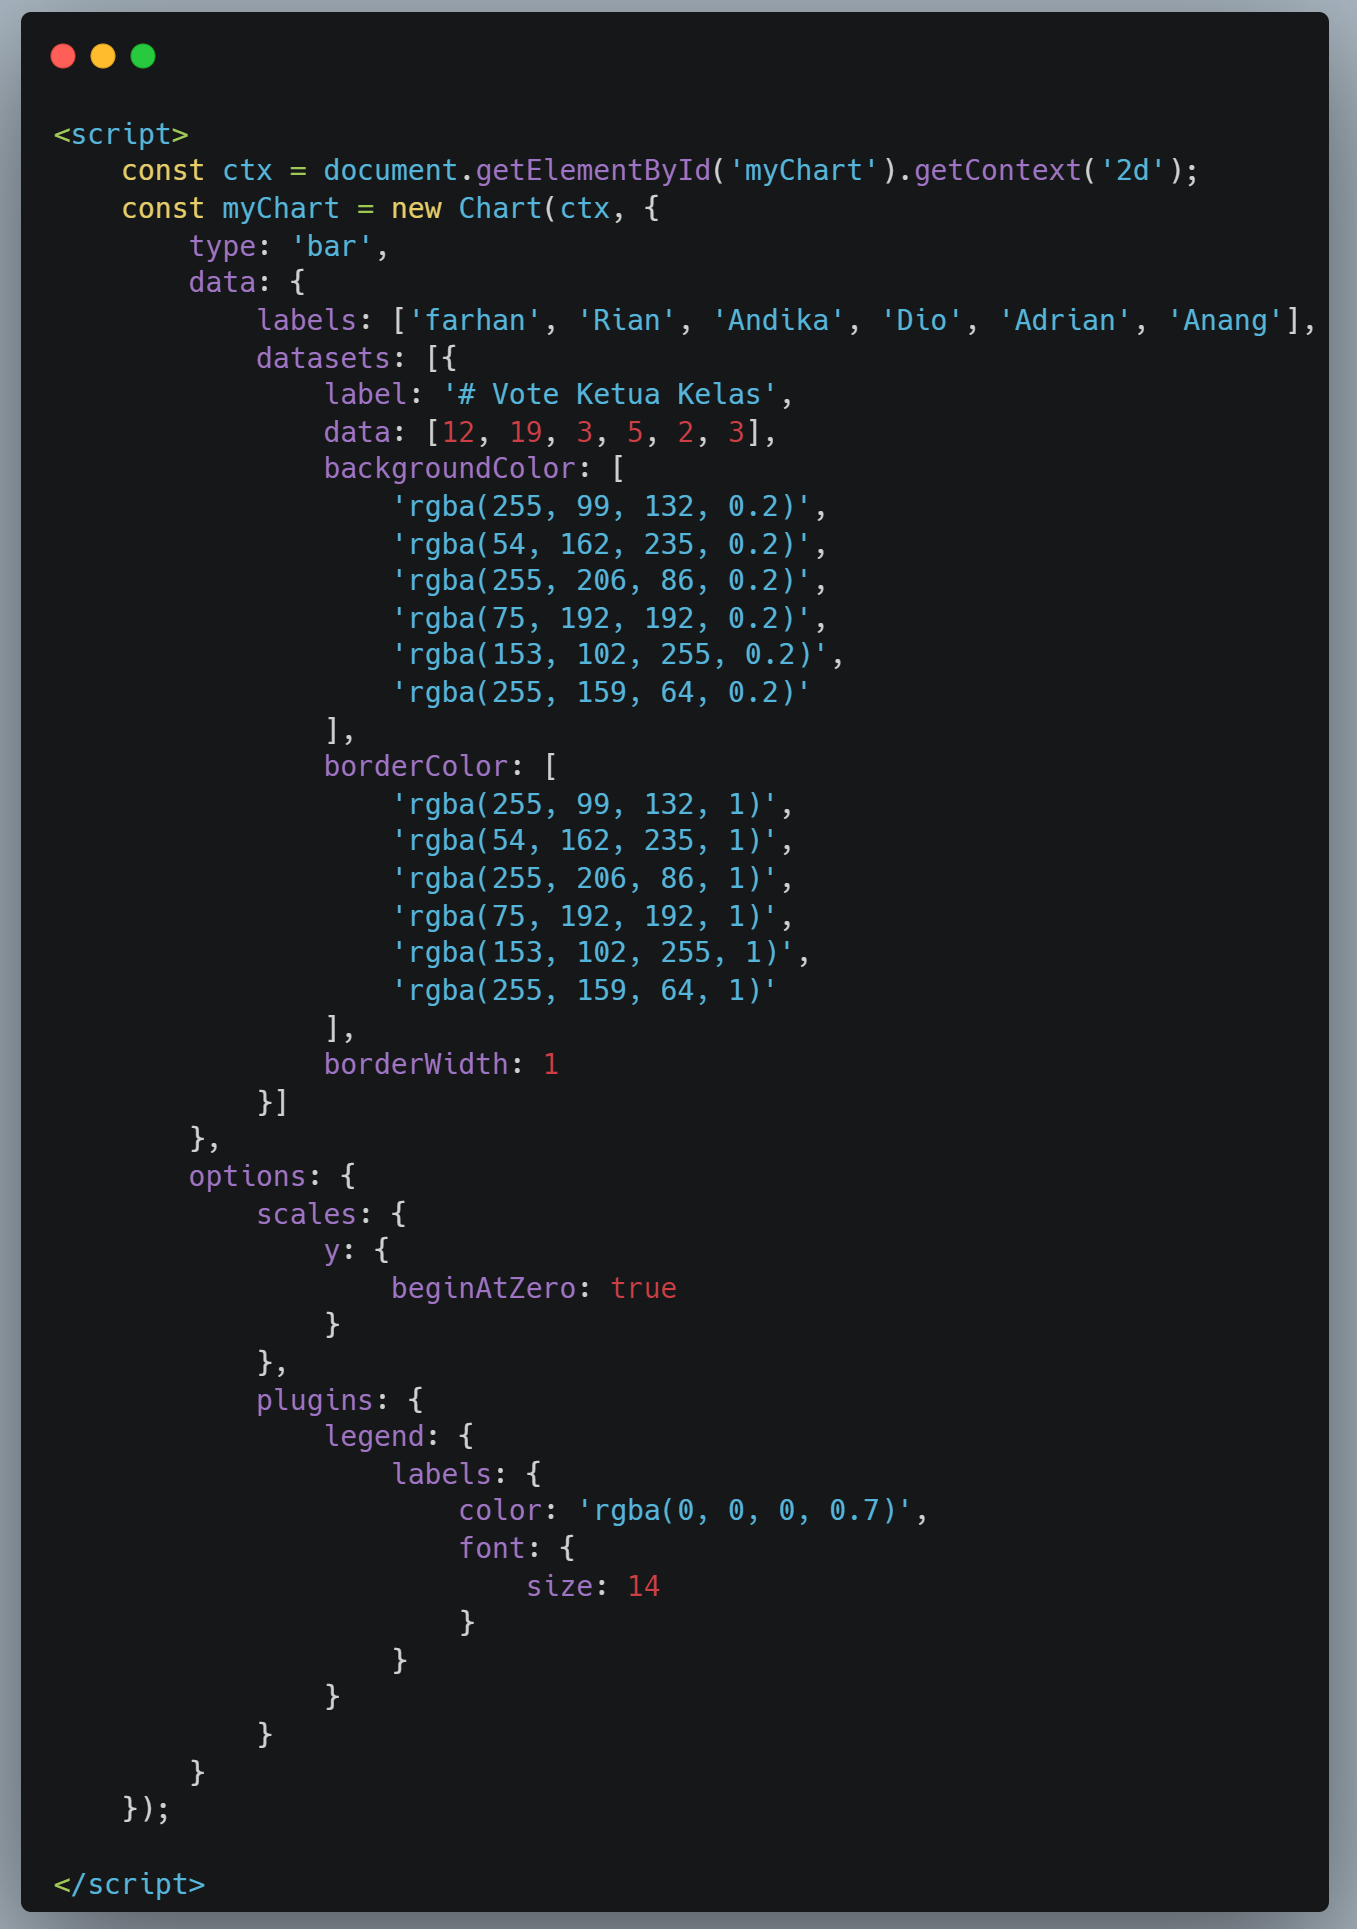 <script>
    const ctx = document.getElementById('myChart').getContext('2d');
    const myChart = new Chart(ctx, {
        type: 'bar',
        data: {
            labels: ['farhan', 'Rian', 'Andika', 'Dio', 'Adrian', 'Anang'],
            datasets: [{
                label: '# Vote Ketua Kelas',
                data: [12, 19, 3, 5, 2, 3],
                backgroundColor: [
                    'rgba(255, 99, 132, 0.2)',
                    'rgba(54, 162, 235, 0.2)',
                    'rgba(255, 206, 86, 0.2)',
                    'rgba(75, 192, 192, 0.2)',
                    'rgba(153, 102, 255, 0.2)',
                    'rgba(255, 159, 64, 0.2)'
                ],
                borderColor: [
                    'rgba(255, 99, 132, 1)',
                    'rgba(54, 162, 235, 1)',
                    'rgba(255, 206, 86, 1)',
                    'rgba(75, 192, 192, 1)',
                    'rgba(153, 102, 255, 1)',
                    'rgba(255, 159, 64, 1)'
                ],
                borderWidth: 1
            }]
        },
        options: {
            scales: {
                y: {
                    beginAtZero: true
                }
            },
            plugins: {
                legend: {
                    labels: {
                        color: 'rgba(0, 0, 0, 0.7)',
                        font: {
                            size: 14
                        }
                    }
                }
            }
        }
    });
</script>